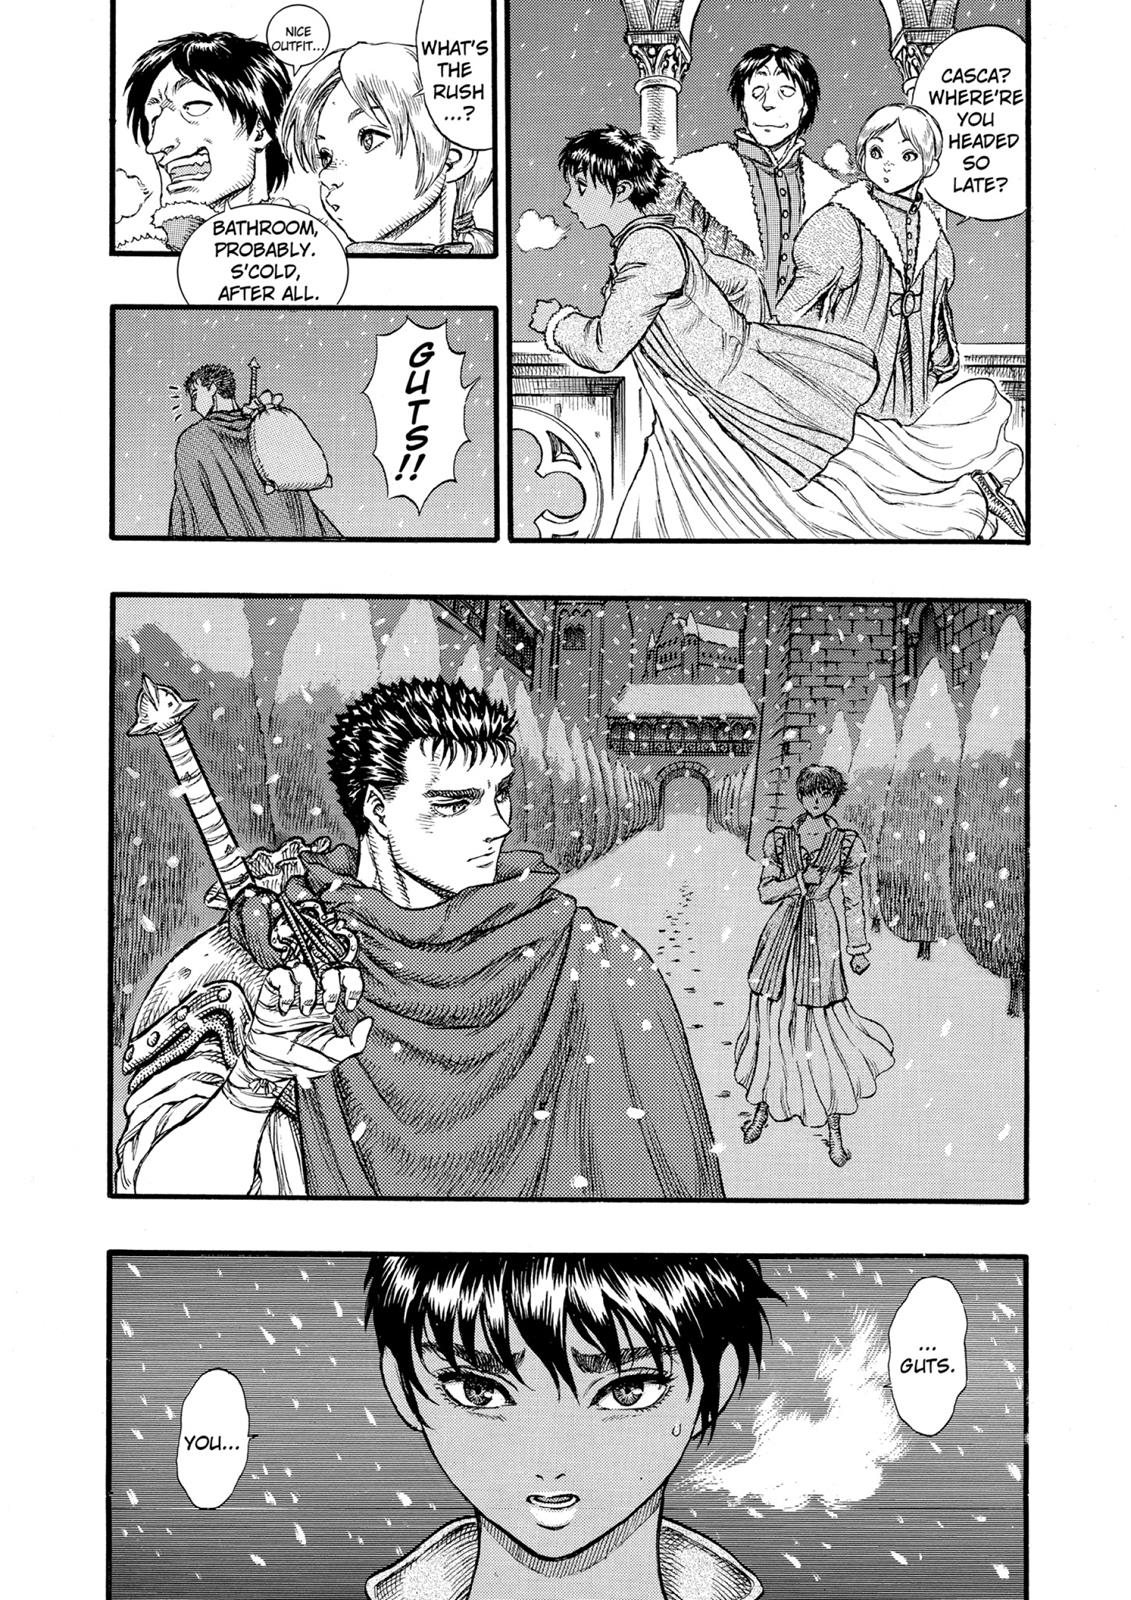 CASCA?
WHERE'RE
YOU
HEADED
SO
LATE?
WHAT'S
THE
RUSH
...?
NICE
OUTFIT...
BATHROOM,
PROBABLY.
S'COLD,
AFTER ALL.
GUTS!!
...
GUTS.
YOU...